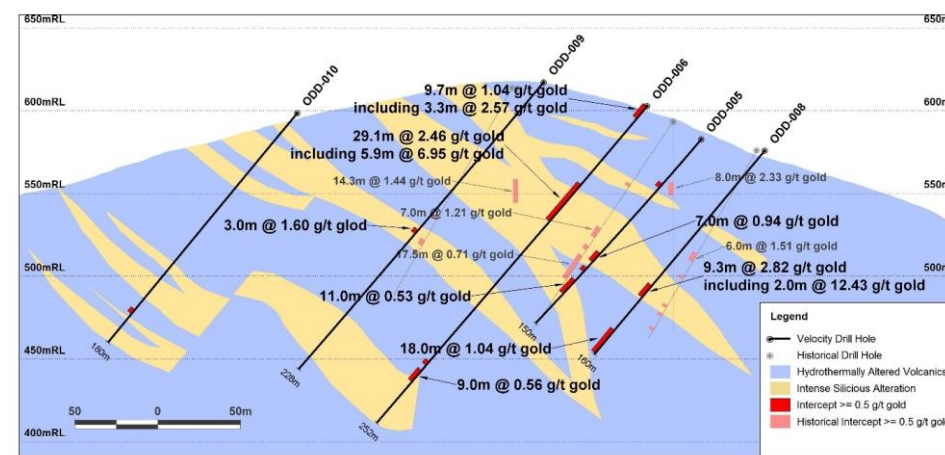 650mRL
650m
600mRL
600m
550mRL
550m
500mRL
500m
450mRL
400mRL
ODD-010
ODD-009
ODD-006
ODD-005
ODD-008
9.7m @ 1.04 g/t gold
including 3.3m @ 2.57 g/t gold
29.1m @ 2.46 g/t gold
including 5.9m @ 6.95 g/t gold
14.3m @ 1.44 g/t gold
8.0m @ 2.33 g/t gold
7.0m @ 1.21 g/t gold
3.0m @ 1.60 g/t glod
7.0m @ 0.94 g/t gold
17.5m @ 0.71 g/t gold
6.0m @ 1.51 g/t gold
9.3m @ 2.82 g/t gold
including 2.0m @ 12.43 g/t gold
11.0m @ 0.53 g/t gold
18.0m @ 1.04 g/t gold
9.0m @ 0.56 g/t gold
180m
228m
252m
150m
160m
50 0 50m
Legend
Velocity Drill Hole
Historical Drill Hole
Hydrothermally Altered Volcanics
Intense Silicious Alteration
Intercept >= 0.5 g/t gold
Historical Intercept >= 0.5 g/t gold